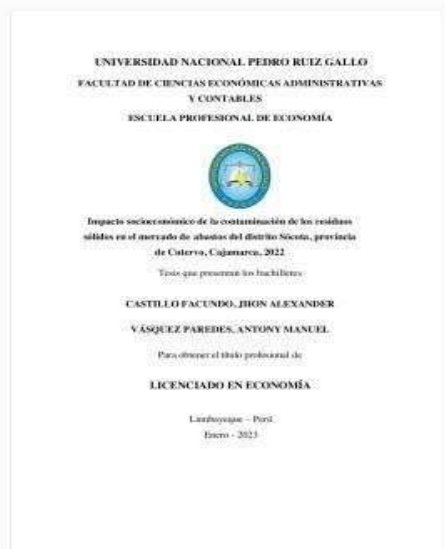 UNIVERSIDAD NACIONAL PEDRO RUIZ GALLO
FACULTAD DE CIENCIAS ECONÓMICAS ADMINISTRATIVAS
Y CONTABLES
ESCUELA PROFESIONAL DE ECONOMÍA
Impacto socioeconómico de la contaminación de los residuos
sólidos en el mercado de abastos del distrito Sócota, provincia
de Cutervo, Cajamarca, 2022
Tesis que presentan los bachilleres
CASTILLO FACUNDO, JHON ALEXANDER
VÁSQUEZ PAREDES, ANTONY MANUEL
Para obtener el título profesional de
LICENCIADO EN ECONOMÍA
Lambayeque – Perú
Enero - 2023